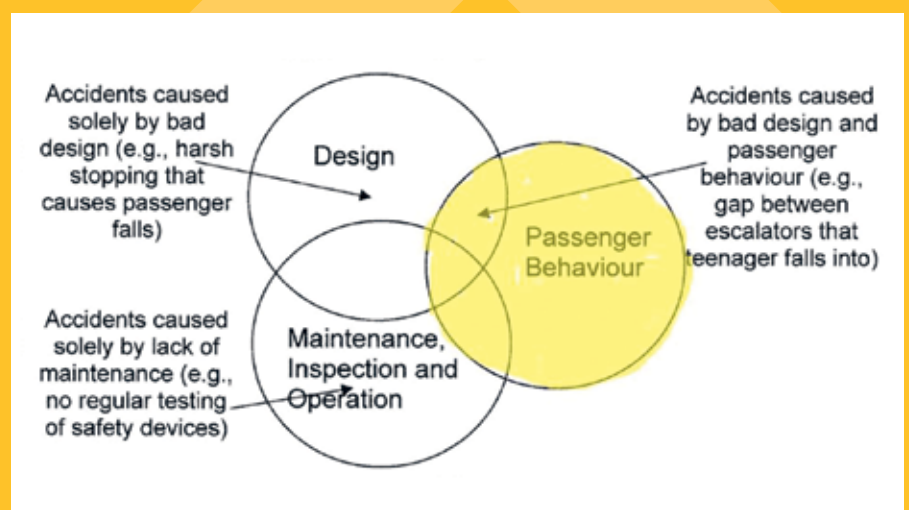 Accidents caused
solely by bad
design (e.g., harsh
stopping that
causes passenger
falls)
Design
Accidents caused
by bad design and
passenger
behaviour (e.g.,
gap between
escalators that
teenager falls into)
Passenger
Behaviour
Accidents caused
solely by lack of
maintenance (e.g.,
no regular testing
of safety devices)
Maintenance,
Inspection and
Operation